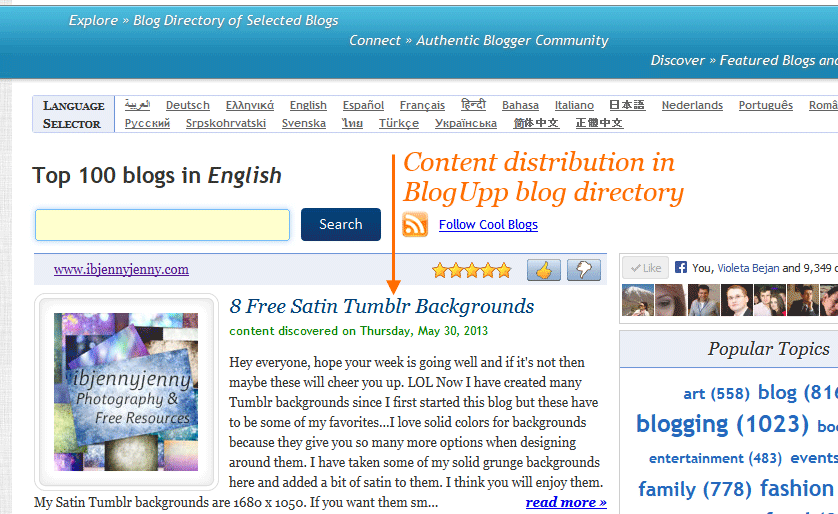 Explore » Blog Directory of Selected Blogs
Connect » Authentic Blogger Community
Discover » Featured Blogs and
LANGUAGE SELECTOR
العربية Deutsch Ελληνικά English Español Français हिन्दी Bahasa Italiano 日本語 Nederlands Português Româ
Русский Srpskohrvatski Svenska ไทย Türkçe Українська 简体中文 正體中文
Content distribution in
BlogUpp blog directory
Top 100 blogs in English
Search
Follow Cool Blogs
www.ibjennyjenny.com
Like
You, Violeta Bejan and 9,349
8 Free Satin Tumblr Backgrounds
content discovered on Thursday, May 30, 2013
ibjennyjenny
Photography &
Free Resources
Hey everyone, hope your week is going well and if it's not then
maybe these will cheer you up. LOL Now I have created many
Tumblr backgrounds since I first started this blog but these have
to be some of my favorites...I love solid colors for backgrounds
because they give you so many more options when designing
around them. I have taken some of my solid grunge backgrounds
here and added a bit of satin to them. I think you will enjoy them.
My Satin Tumblr backgrounds are 1680 x 1050. If you want them sm...
read more »
Popular Topics
art (558) blog (816
blogging (1023) boo
entertainment (483) events
family (778) fashion